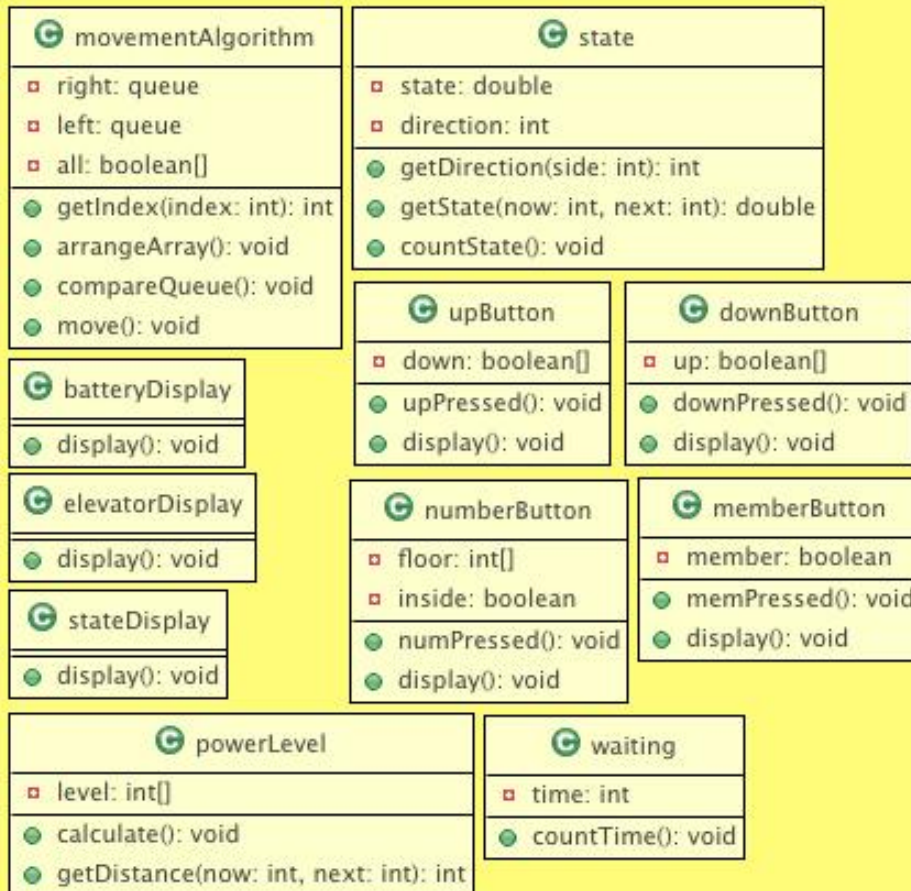 C movementAlgorithm
right: queue
left: queue
all: boolean[]
getIndex(index: int): int
arrangeArray(): void
compareQueue(): void
move(): void
C state
state: double
direction: int
getDirection(side: int): int
getState(now: int, next: int): double
countState(): void
C upButton
down: boolean[]
upPressed(): void
display(): void
C downButton
up: boolean[]
downPressed(): void
display(): void
C batteryDisplay
display(): void
C elevatorDisplay
display(): void
C stateDisplay
display(): void
C numberButton
floor: int[]
inside: boolean
numPressed(): void
display(): void
C memberButton
member: boolean
memPressed(): void
display(): void
C powerLevel
level: int[]
calculate(): void
getDistance(now: int, next: int): int
C waiting
time: int
countTime(): void